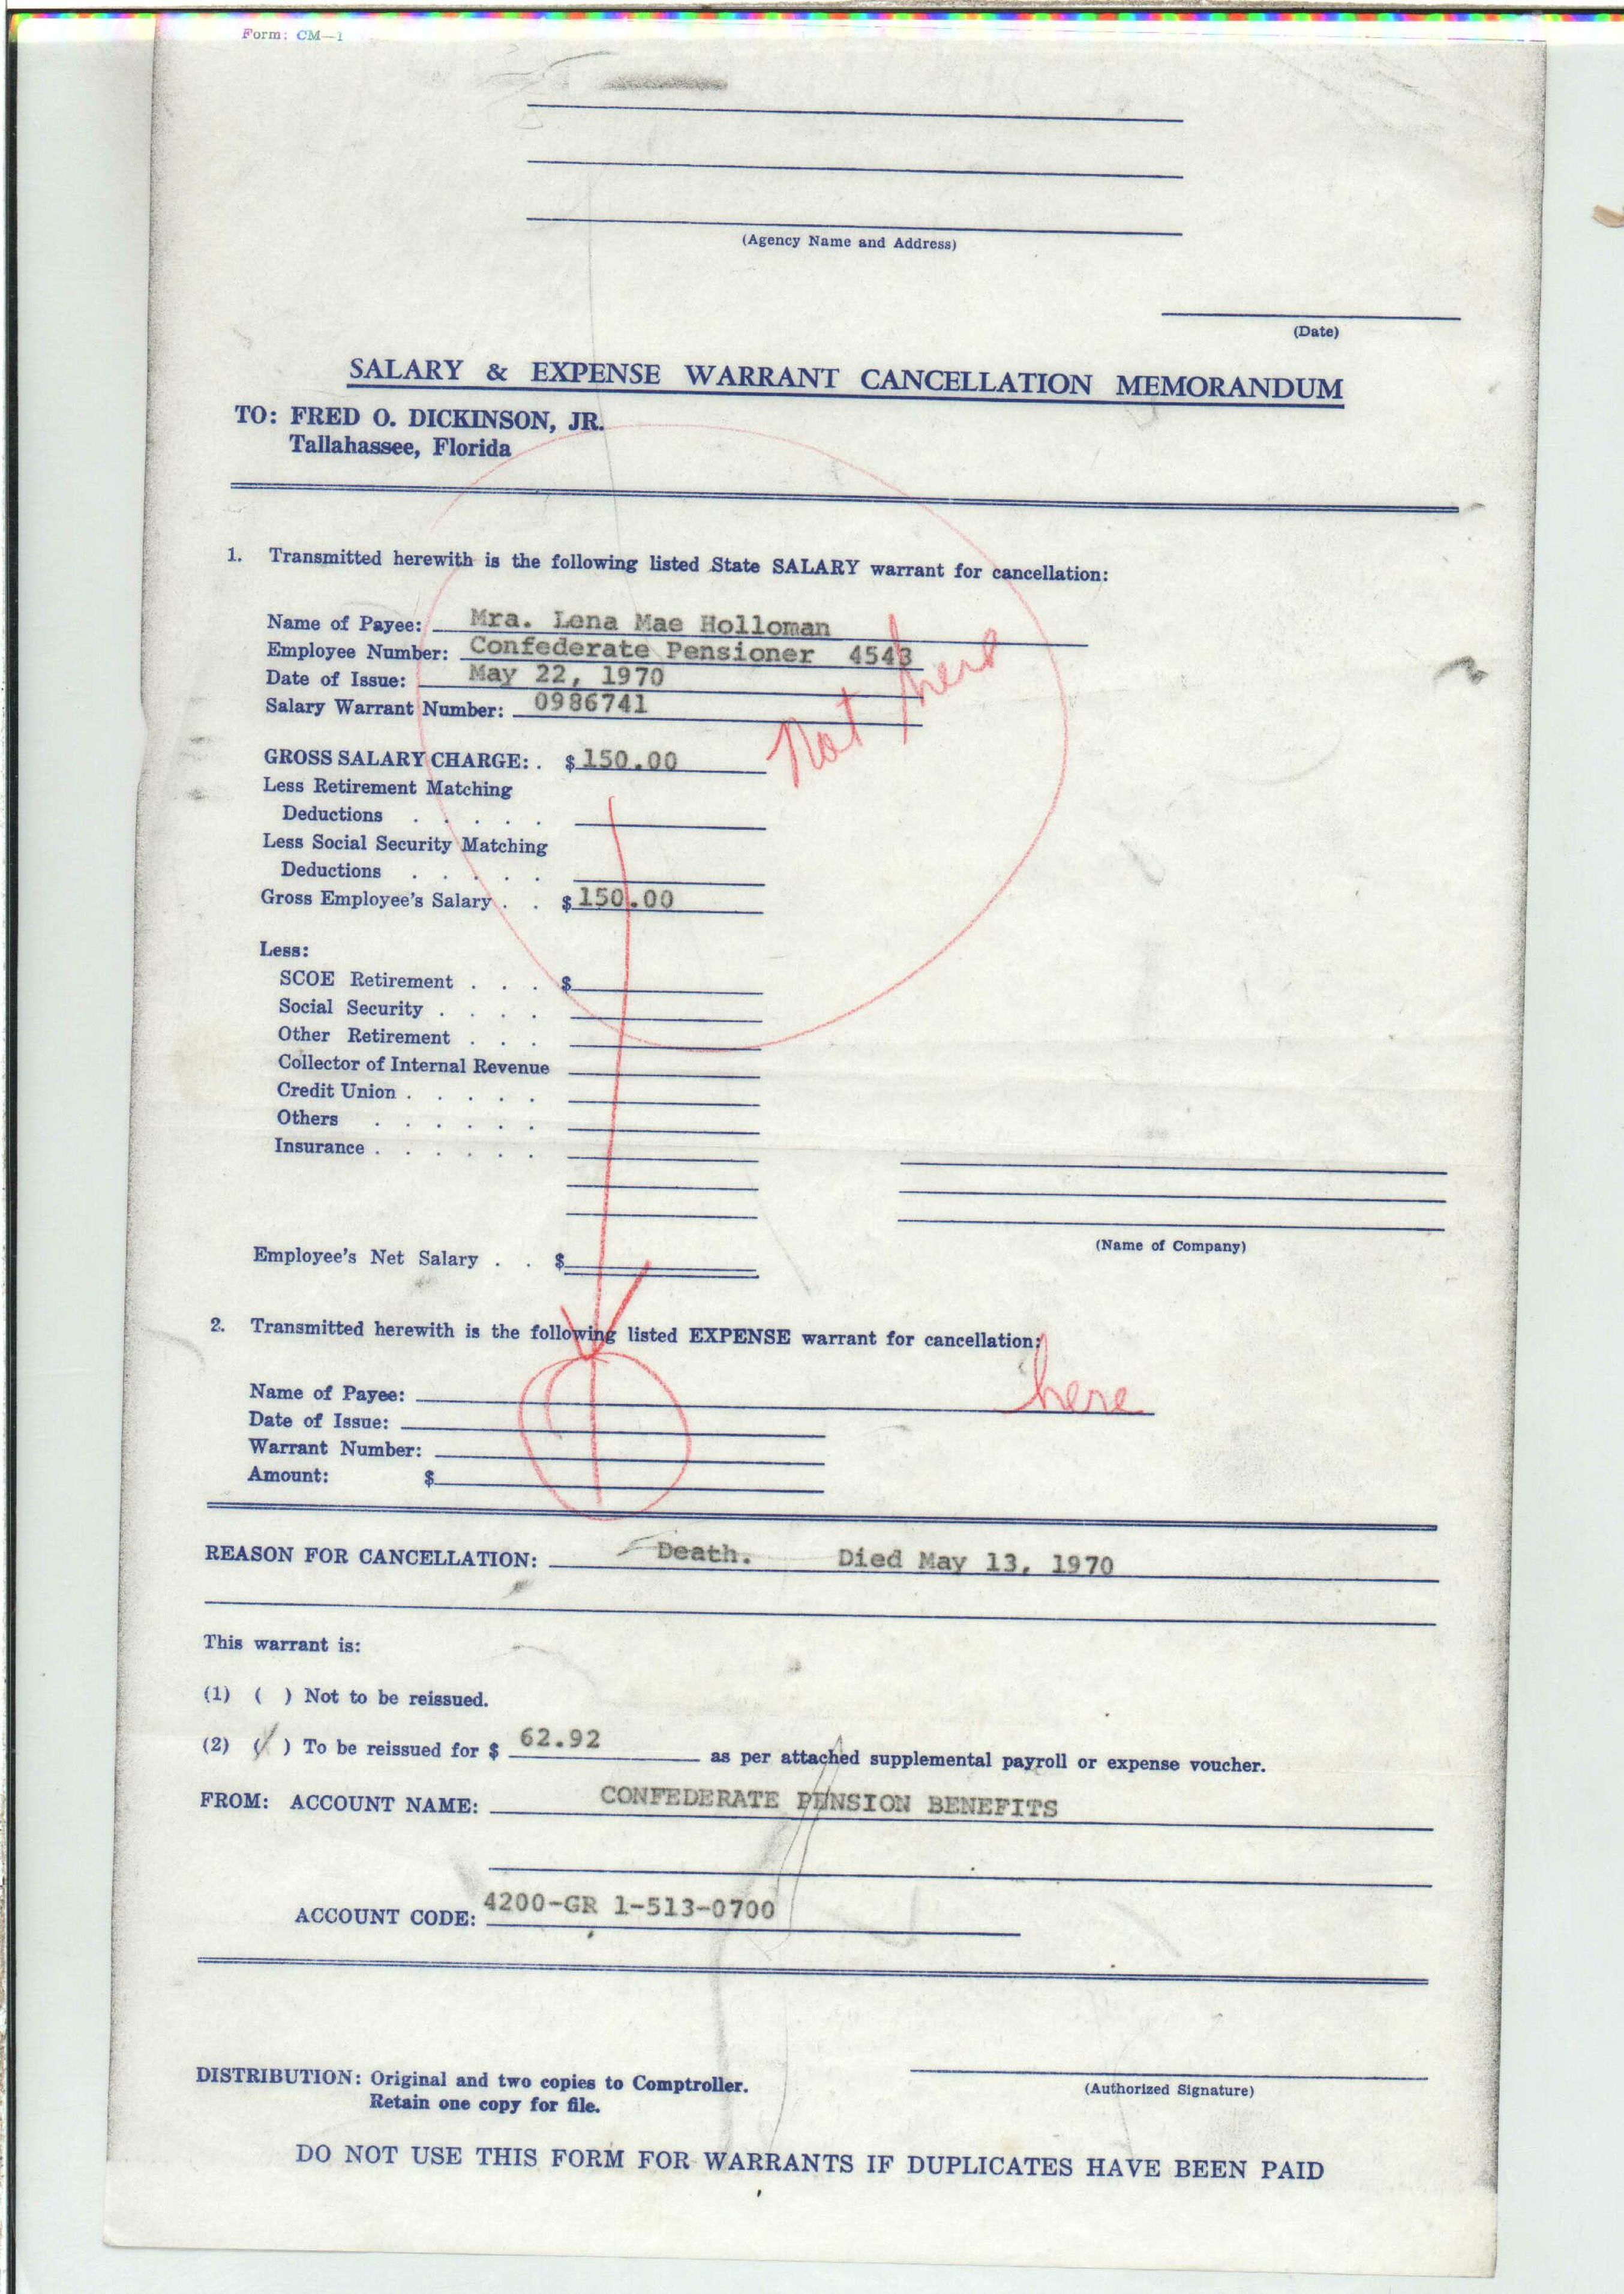 Form: CM—1
(Agency Name and Address)
(Date)
SALARY & EXPENSE WARRANT CANCELLATION MEMORANDUM
TO: FRED O. DICKINSON, JR.
Tallahassee, Florida
1. Transmitted herewith is the following listed State SALARY warrant for cancellation:
Name of Payee: Mra. Lena Mae Holloman
Employee Number: Confederate Pensioner 4543
Date of Issue: May 22, 1970
Salary Warrant Number: 0986741
Not here
GROSS SALARY CHARGE: . $ 150.00
Less Retirement Matching
Deductions . . . . .
Less Social Security Matching
Deductions . . . . .
Gross Employee's Salary . . $ 150.00
Less:
SCOE Retirement . . . $
Social Security . . . .
Other Retirement . . .
Collector of Internal Revenue
Credit Union . . . . .
Others . . . . . .
Insurance . . . . . .
(Name of Company)
Employee's Net Salary . . $
2. Transmitted herewith is the following listed EXPENSE warrant for cancellation:
here
Name of Payee:
Date of Issue:
Warrant Number:
Amount: $
REASON FOR CANCELLATION: Death. Died May 13, 1970
This warrant is:
(1) ( ) Not to be reissued.
(2) (✓) To be reissued for $ 62.92 as per attached supplemental payroll or expense voucher.
FROM: ACCOUNT NAME: CONFEDERATE PENSION BENEFITS
ACCOUNT CODE: 4200-GR 1-513-0700
DISTRIBUTION: Original and two copies to Comptroller.
Retain one copy for file.
(Authorized Signature)
DO NOT USE THIS FORM FOR WARRANTS IF DUPLICATES HAVE BEEN PAID